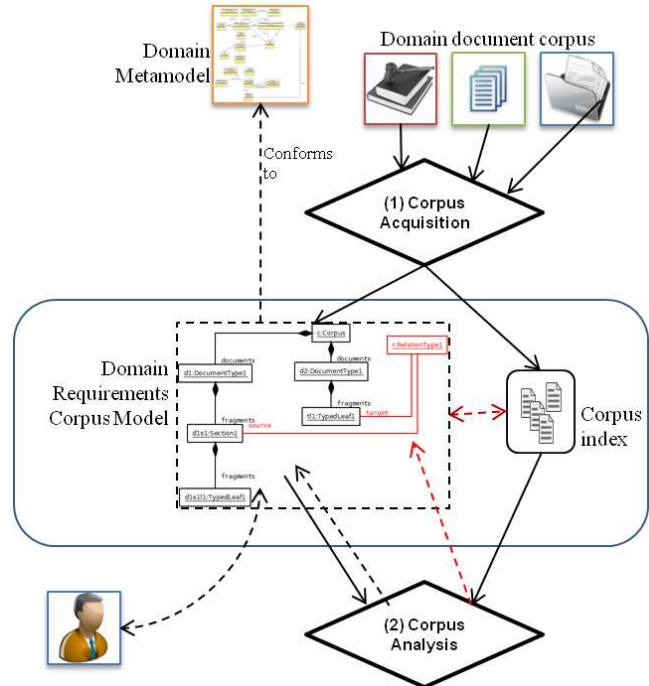 Domain
Metamodel
Domain document corpus
Conforms
to
(1) Corpus
Acquisition
c:Corpus
r:RelationType1
documents
documents
d1:DocumentType1
d2:DocumentType1
fragments
fragments
tl1:TypedLeaf1
target
d1s1:Section1
source
fragments
d1s1l1:TypedLeaf1
Domain
Requirements
Corpus Model
Corpus
index
(2) Corpus
Analysis